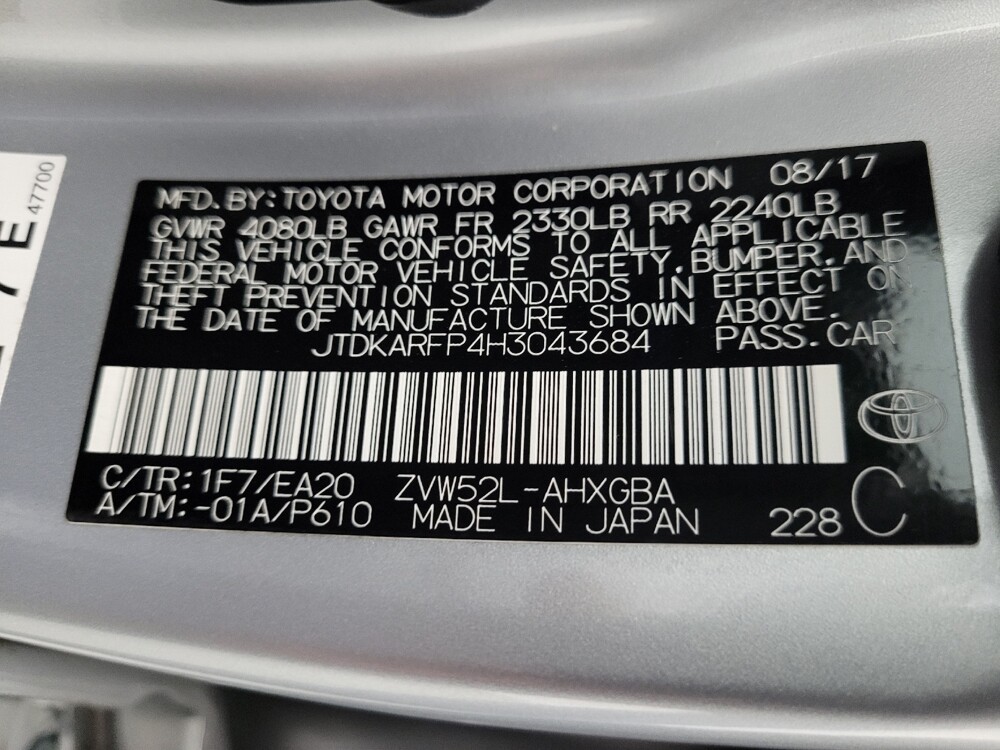 47700
E
MFD.BY:TOYOTA MOTOR CORPORATION 08/17
GVWR 4080LB GAWR FR 2330LB RR 2240LB
THIS VEHICLE CONFORMS TO ALL APPLICABLE
FEDERAL MOTOR VEHICLE SAFETY,BUMPER,AND
THEFT PREVENTION STANDARDS IN EFFECT ON
THE DATE OF MANUFACTURE SHOWN ABOVE.
JTDKARFP4H3043684 PASS.CAR
C/TR:1F7/EA20 ZVW52L-AHXGBA
A/TM:-01A/P610 MADE IN JAPAN 228 C